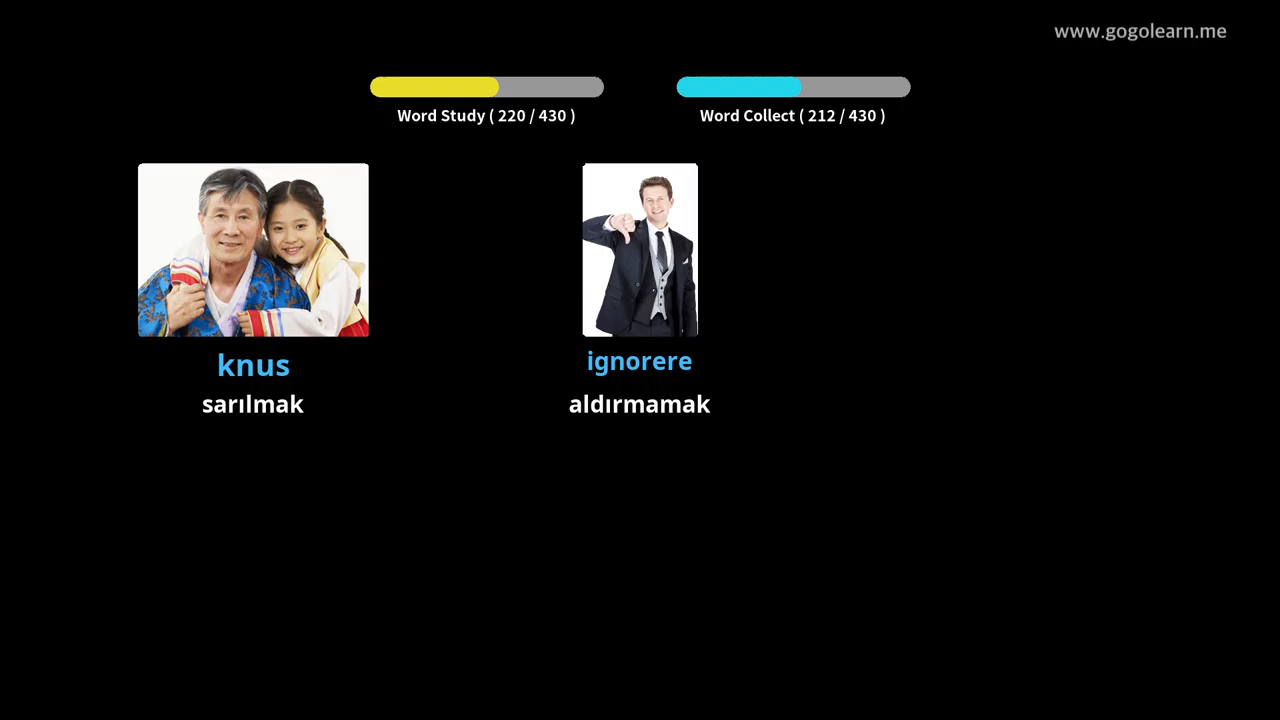 www.gogolearn.me
Word Study ( 220 / 430 )
Word Collect ( 212 / 430 )
knus
ignorere
sarılmak
aldırmamak